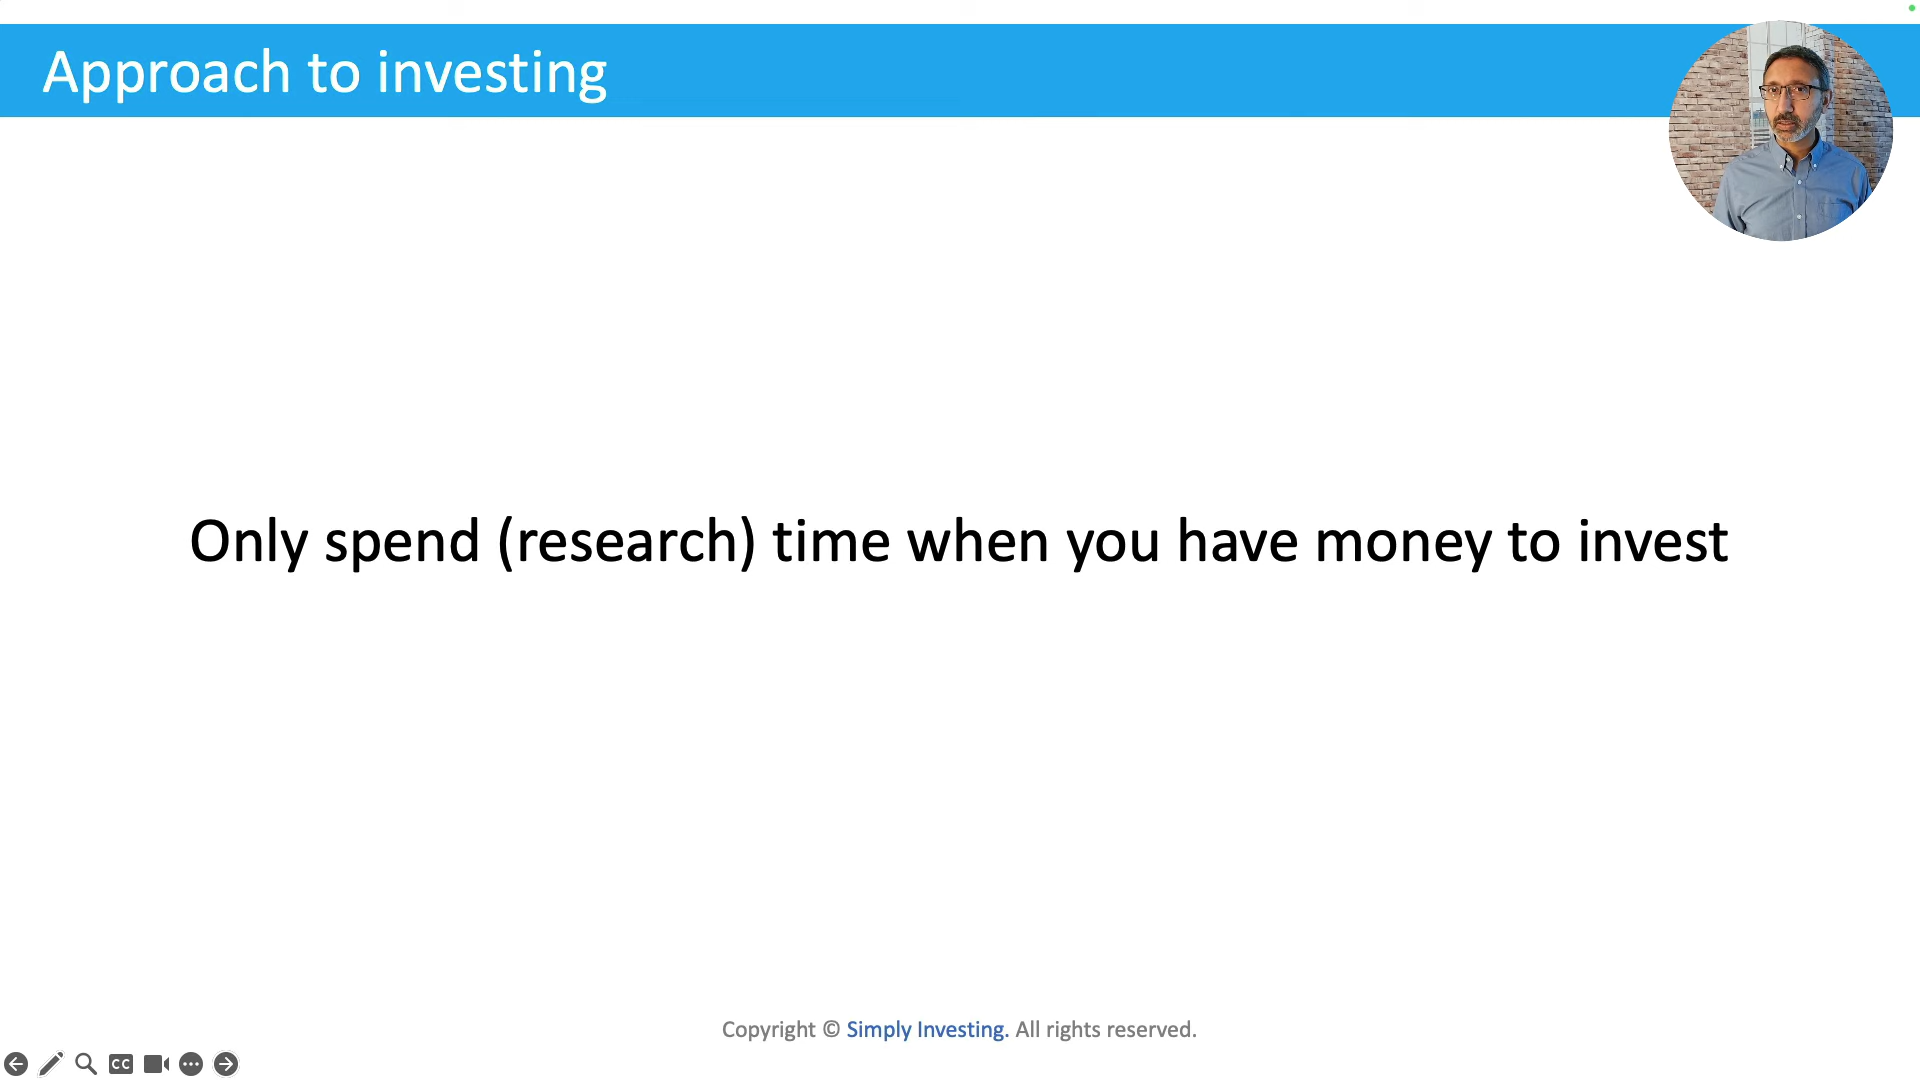 Approach to investing
Only spend (research) time when you have money to invest
Copyright © Simply Investing. All rights reserved.
CC